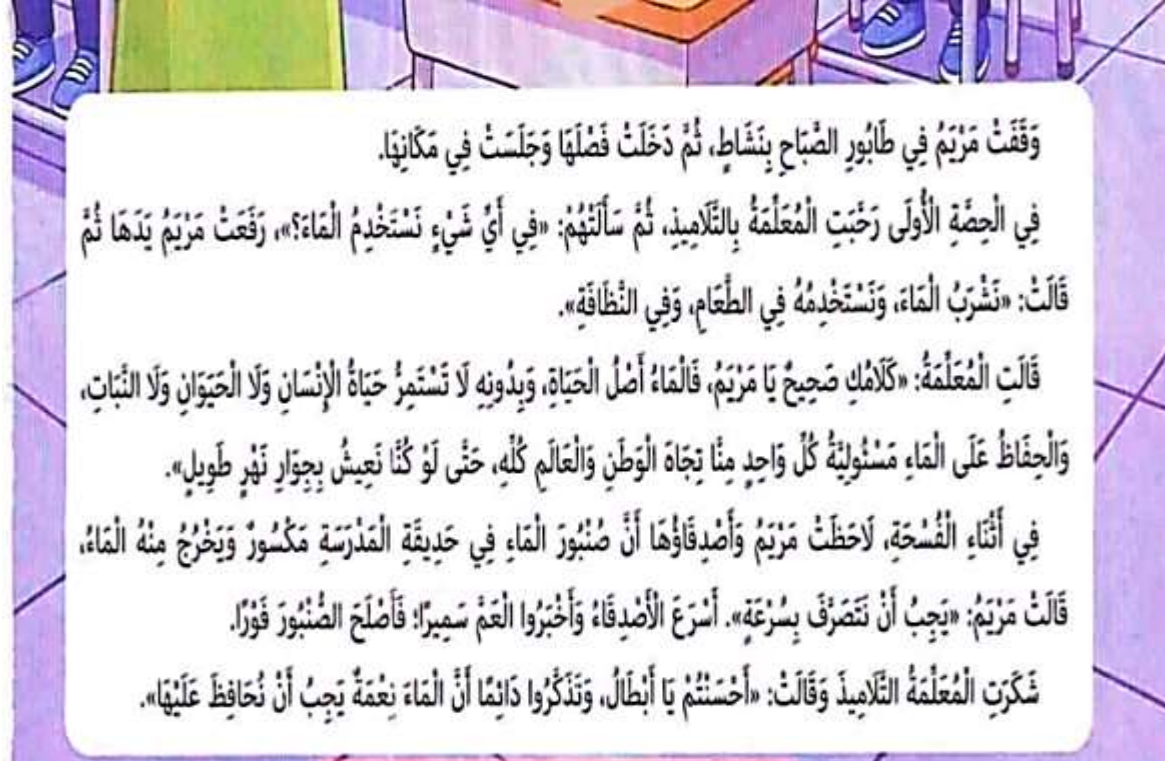 وَقَفَتْ مَرْيَمُ فِي طَابُورِ الصَّبَاحِ بِنَشَاطٍ، ثُمَّ دَخَلَتْ فَصْلَهَا وَجَلَسَتْ فِي مَكَانِهَا.
فِي الْحِصَّةِ الْأُولَى رَحَّبَتِ الْمُعَلِّمَةُ بِالتَّلَامِيذِ، ثُمَّ سَأَلَتْهُمْ: «فِي أَيِّ شَيْءٍ نَسْتَخْدِمُ الْمَاءَ؟»، رَفَعَتْ مَرْيَمُ يَدَهَا ثُمَّ
قَالَتْ: «نَشْرَبُ الْمَاءَ، وَنَسْتَخْدِمُهُ فِي الطَّعَامِ، وَفِي النَّظَافَةِ».
قَالَتِ الْمُعَلِّمَةُ: «كَلَامُكِ صَحِيحٌ يَا مَرْيَمُ، فَالْمَاءُ أَصْلُ الْحَيَاةِ، وَبِدُونِهِ لَا تَسْتَمِرُّ حَيَاةُ الْإِنْسَانِ وَلَا الْحَيَوَانِ وَلَا النَّبَاتِ،
وَالْحِفَاظُ عَلَى الْمَاءِ مَسْئُولِيَّةُ كُلِّ وَاحِدٍ مِنَّا تِجَاهَ الْوَطَنِ وَالْعَالَمِ كُلِّهِ، حَتَّى لَوْ كُنَّا نَعِيشُ بِجِوَارِ نَهْرٍ طَوِيلٍ».
فِي أَثْنَاءِ الْفُسْحَةِ، لَاحَظَتْ مَرْيَمُ وَأَصْدِقَاؤُهَا أَنَّ صُنْبُورَ الْمَاءِ فِي حَدِيقَةِ الْمَدْرَسَةِ مَكْسُورٌ وَيَخْرُجُ مِنْهُ الْمَاءُ،
قَالَتْ مَرْيَمُ: «يَجِبُ أَنْ نَتَصَرَّفَ بِسُرْعَةٍ». أَسْرَعَ الْأَصْدِقَاءُ وَأَخْبَرُوا الْعَمَّ سَمِيرًا؛ فَأَصْلَحَ الصُّنْبُورَ فَوْرًا.
شَكَرَتِ الْمُعَلِّمَةُ التَّلَامِيذَ وَقَالَتْ: «أَحْسَنْتُمْ يَا أَبْطَالُ، وَتَذَكَّرُوا دَائِمًا أَنَّ الْمَاءَ نِعْمَةٌ يَجِبُ أَنْ نُحَافِظَ عَلَيْهَا».